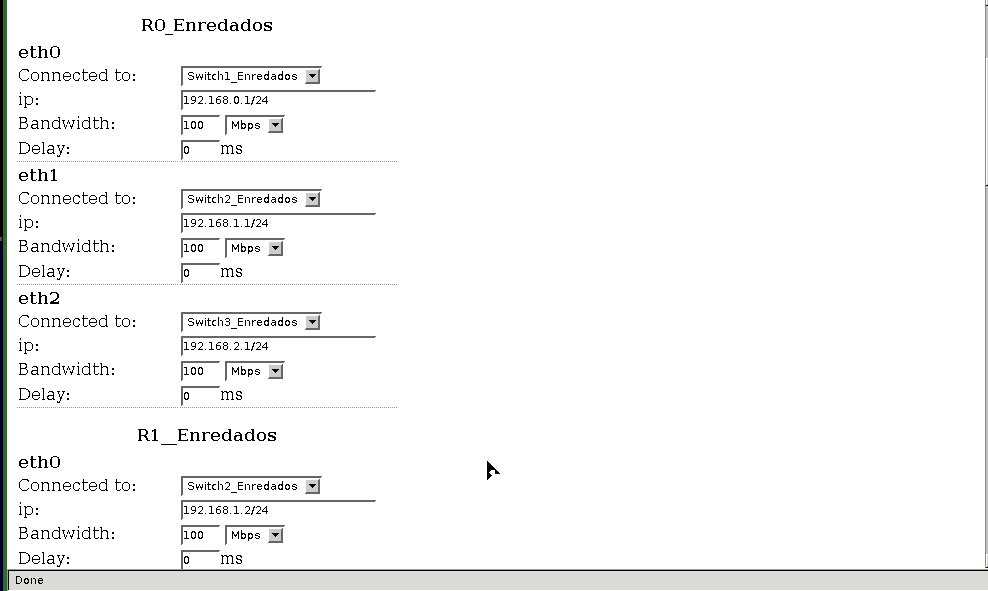 R0_Enredados
eth0
Connected to: Switch1_Enredados
ip: 192.168.0.1/24
Bandwidth: 100 Mbps
Delay: 0 ms
eth1
Connected to: Switch2_Enredados
ip: 192.168.1.1/24
Bandwidth: 100 Mbps
Delay: 0 ms
eth2
Connected to: Switch3_Enredados
ip: 192.168.2.1/24
Bandwidth: 100 Mbps
Delay: 0 ms
R1__Enredados
eth0
Connected to: Switch2_Enredados
ip: 192.168.1.2/24
Bandwidth: 100 Mbps
Delay: 0 ms
Done